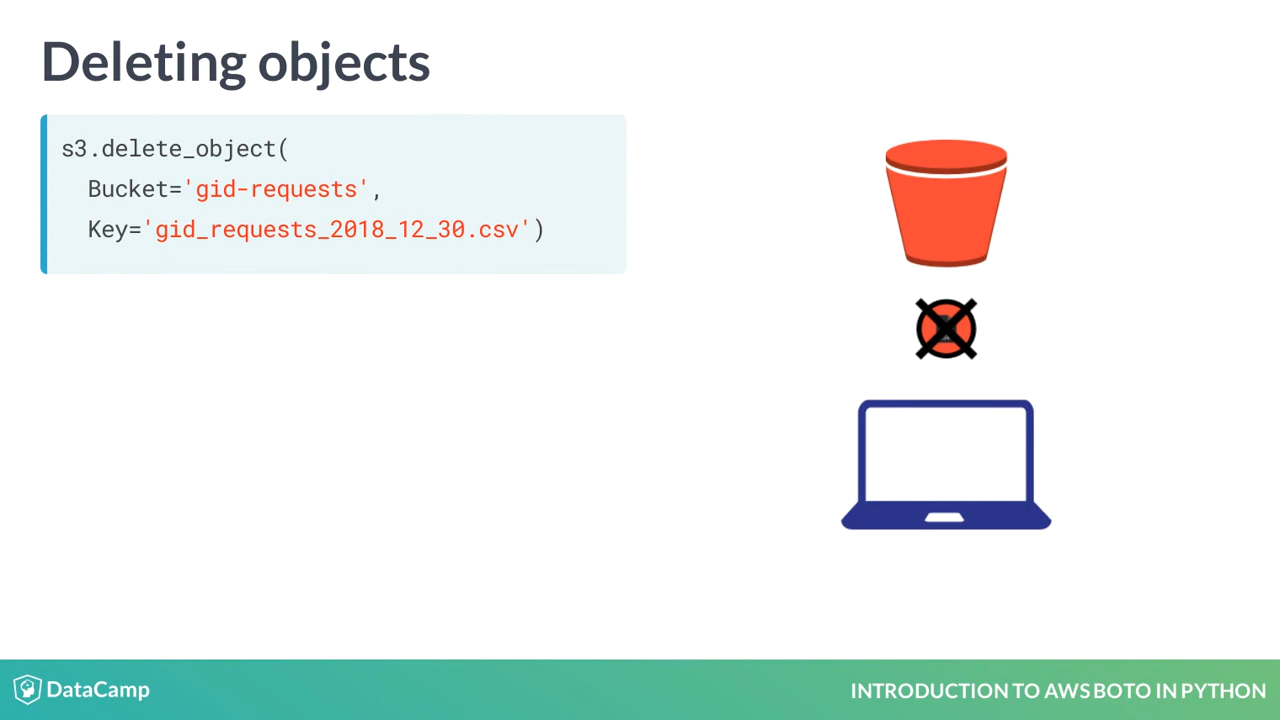 Deleting objects
s3.delete_object(
Bucket='gid-requests',
Key='gid_requests_2018_12_30.csv')
DataCamp
INTRODUCTION TO AWS BOTO IN PYTHON